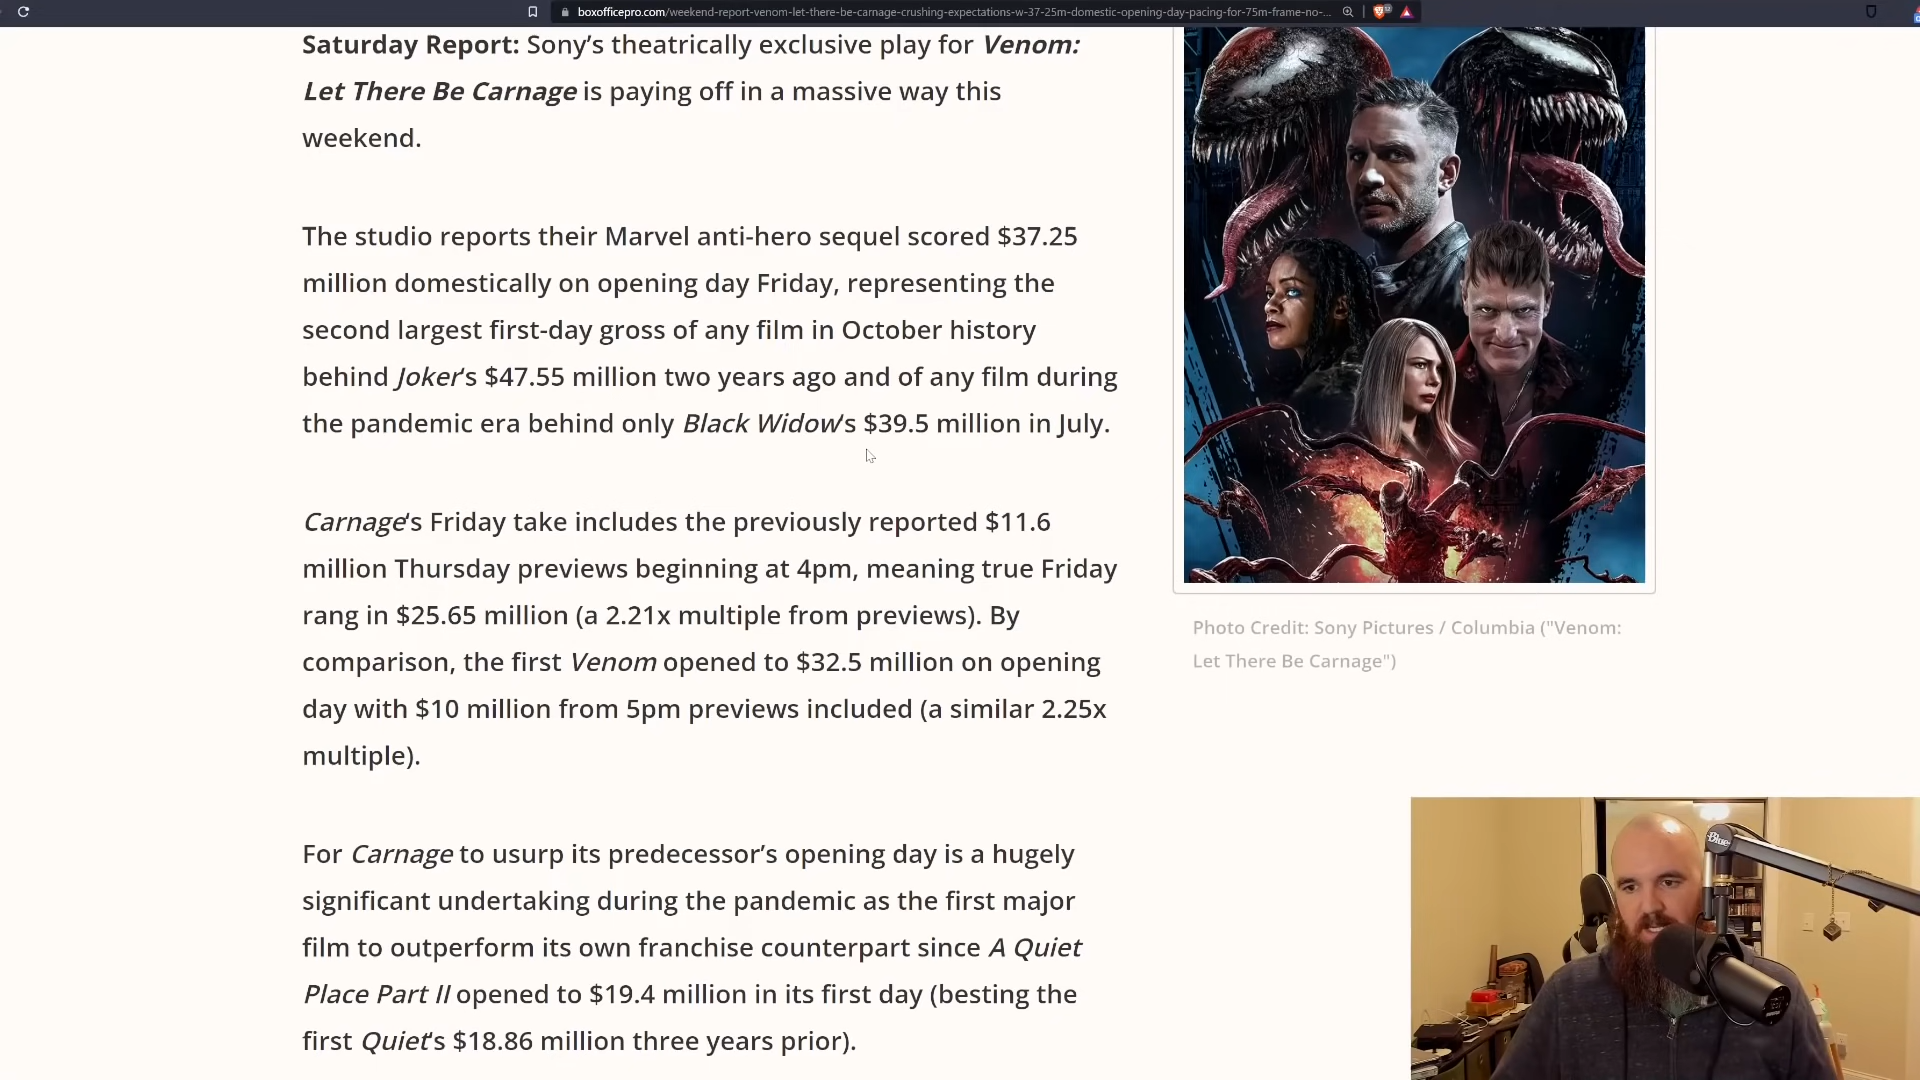 boxofficepro.com/weekend-report-venom-let-there-be-carnage-crushing-expectations-w-37-25m-domestic-opening-day-pacing-for-75m-frame-no-...
Saturday Report: Sony’s theatrically exclusive play for Venom:
Let There Be Carnage is paying off in a massive way this
weekend.
The studio reports their Marvel anti-hero sequel scored $37.25
million domestically on opening day Friday, representing the
second largest first-day gross of any film in October history
behind Joker‘s $47.55 million two years ago and of any film during
the pandemic era behind only Black Widow‘s $39.5 million in July.
Carnage‘s Friday take includes the previously reported $11.6
million Thursday previews beginning at 4pm, meaning true Friday
rang in $25.65 million (a 2.21x multiple from previews). By
comparison, the first Venom opened to $32.5 million on opening
day with $10 million from 5pm previews included (a similar 2.25x
multiple).
For Carnage to usurp its predecessor’s opening day is a hugely
significant undertaking during the pandemic as the first major
film to outperform its own franchise counterpart since A Quiet
Place Part II opened to $19.4 million in its first day (besting the
first Quiet‘s $18.86 million three years prior).
Photo Credit: Sony Pictures / Columbia ("Venom:
Let There Be Carnage")
Blue